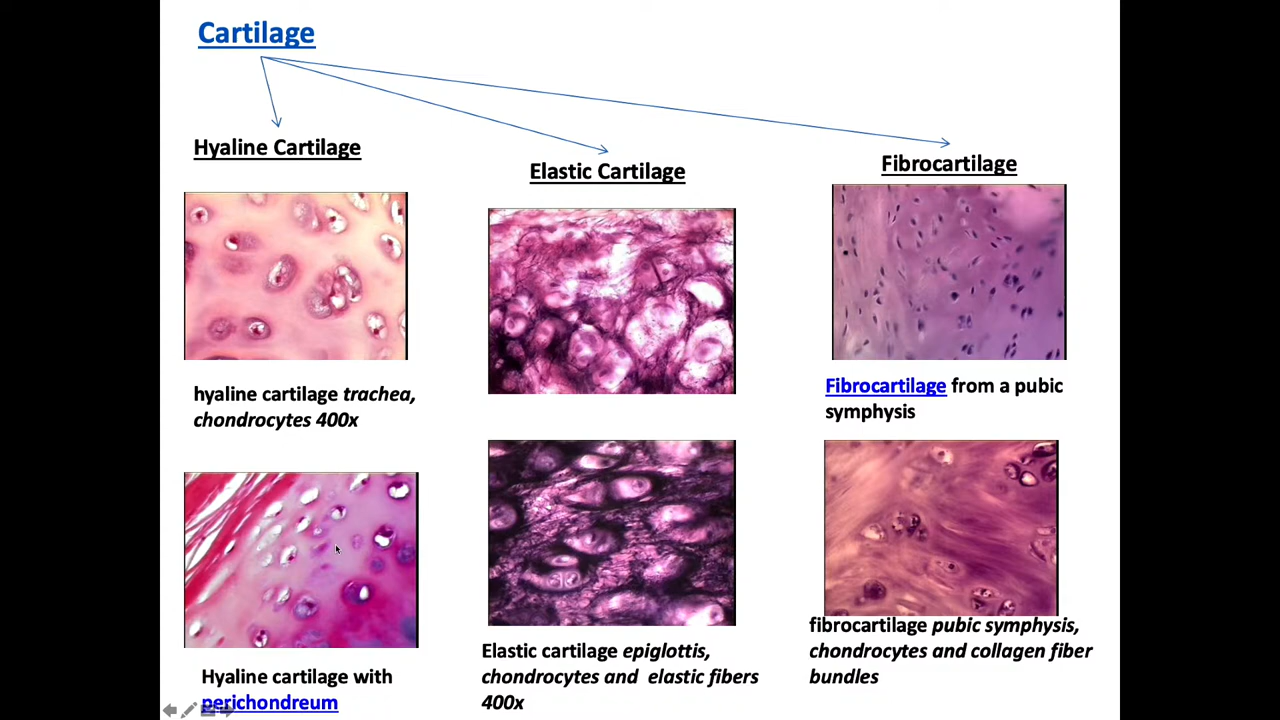 Cartilage
Hyaline Cartilage
Elastic Cartilage
Fibrocartilage
hyaline cartilage trachea,
chondrocytes 400x
Fibrocartilage from a pubic
symphysis
Hyaline cartilage with
perichondreum
Elastic cartilage epiglottis,
chondrocytes and elastic fibers
400x
fibrocartilage pubic symphysis,
chondrocytes and collagen fiber
bundles